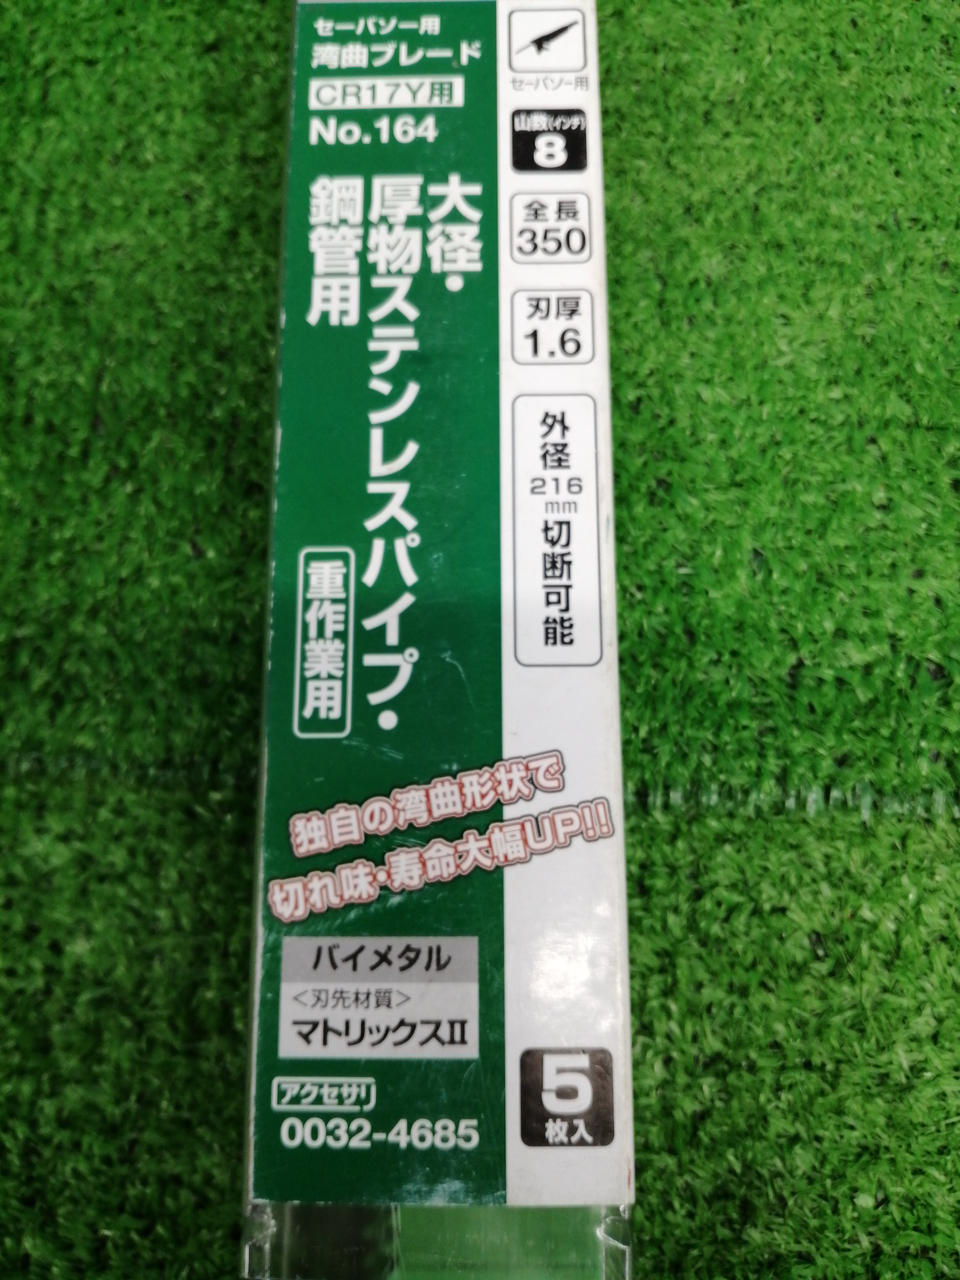 セーバソー用
湾曲ブレード
CR17Y用
No.164
大径・
厚物ステンレスパイプ・
鋼管用
重作業用
独自の湾曲形状で
切れ味・寿命大幅UP!!
バイメタル
<刃先材質>
マトリックスII
アクセサリ
0032-4685
セーバソー用
山数(インチ)
8
全長
350
刃厚
1.6
外径
216
mm
切断可能
5
枚入